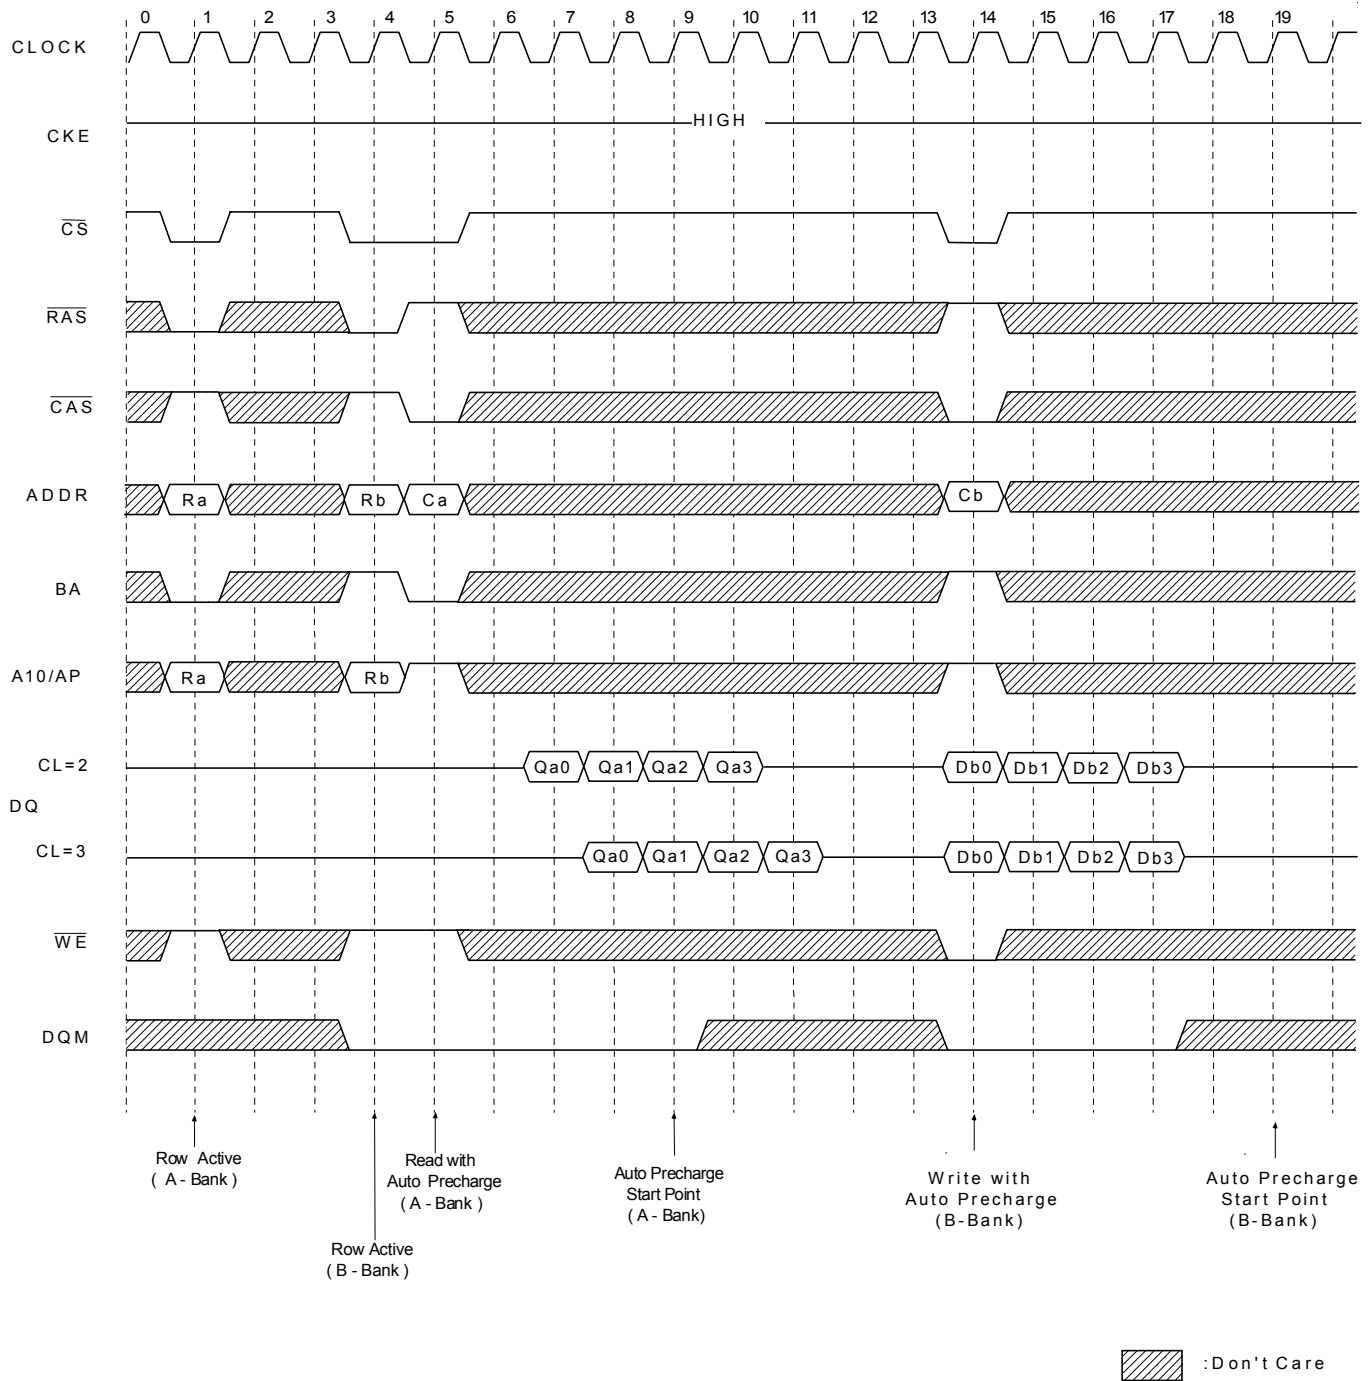 0 1 2 3 4 5 6 7 8 9 10 11 12 13 14 15 16 17 18 19
CLOCK
CKE
HIGH
CS
RAS
CAS
ADDR
Ra Rb Ca Cb
BA
A10/AP
Ra Rb
CL=2
Qa0 Qa1 Qa2 Qa3 Db0 Db1 Db2 Db3
DQ
CL=3
Qa0 Qa1 Qa2 Qa3 Db0 Db1 Db2 Db3
WE
DQM
Row Active
( A - Bank )
Row Active
( B - Bank )
Read with
Auto Precharge
( A - Bank )
Auto Precharge
Start Point
( A - Bank)
Write with
Auto Precharge
(B-Bank)
Auto Precharge
Start Point
(B-Bank)
:Don't Care